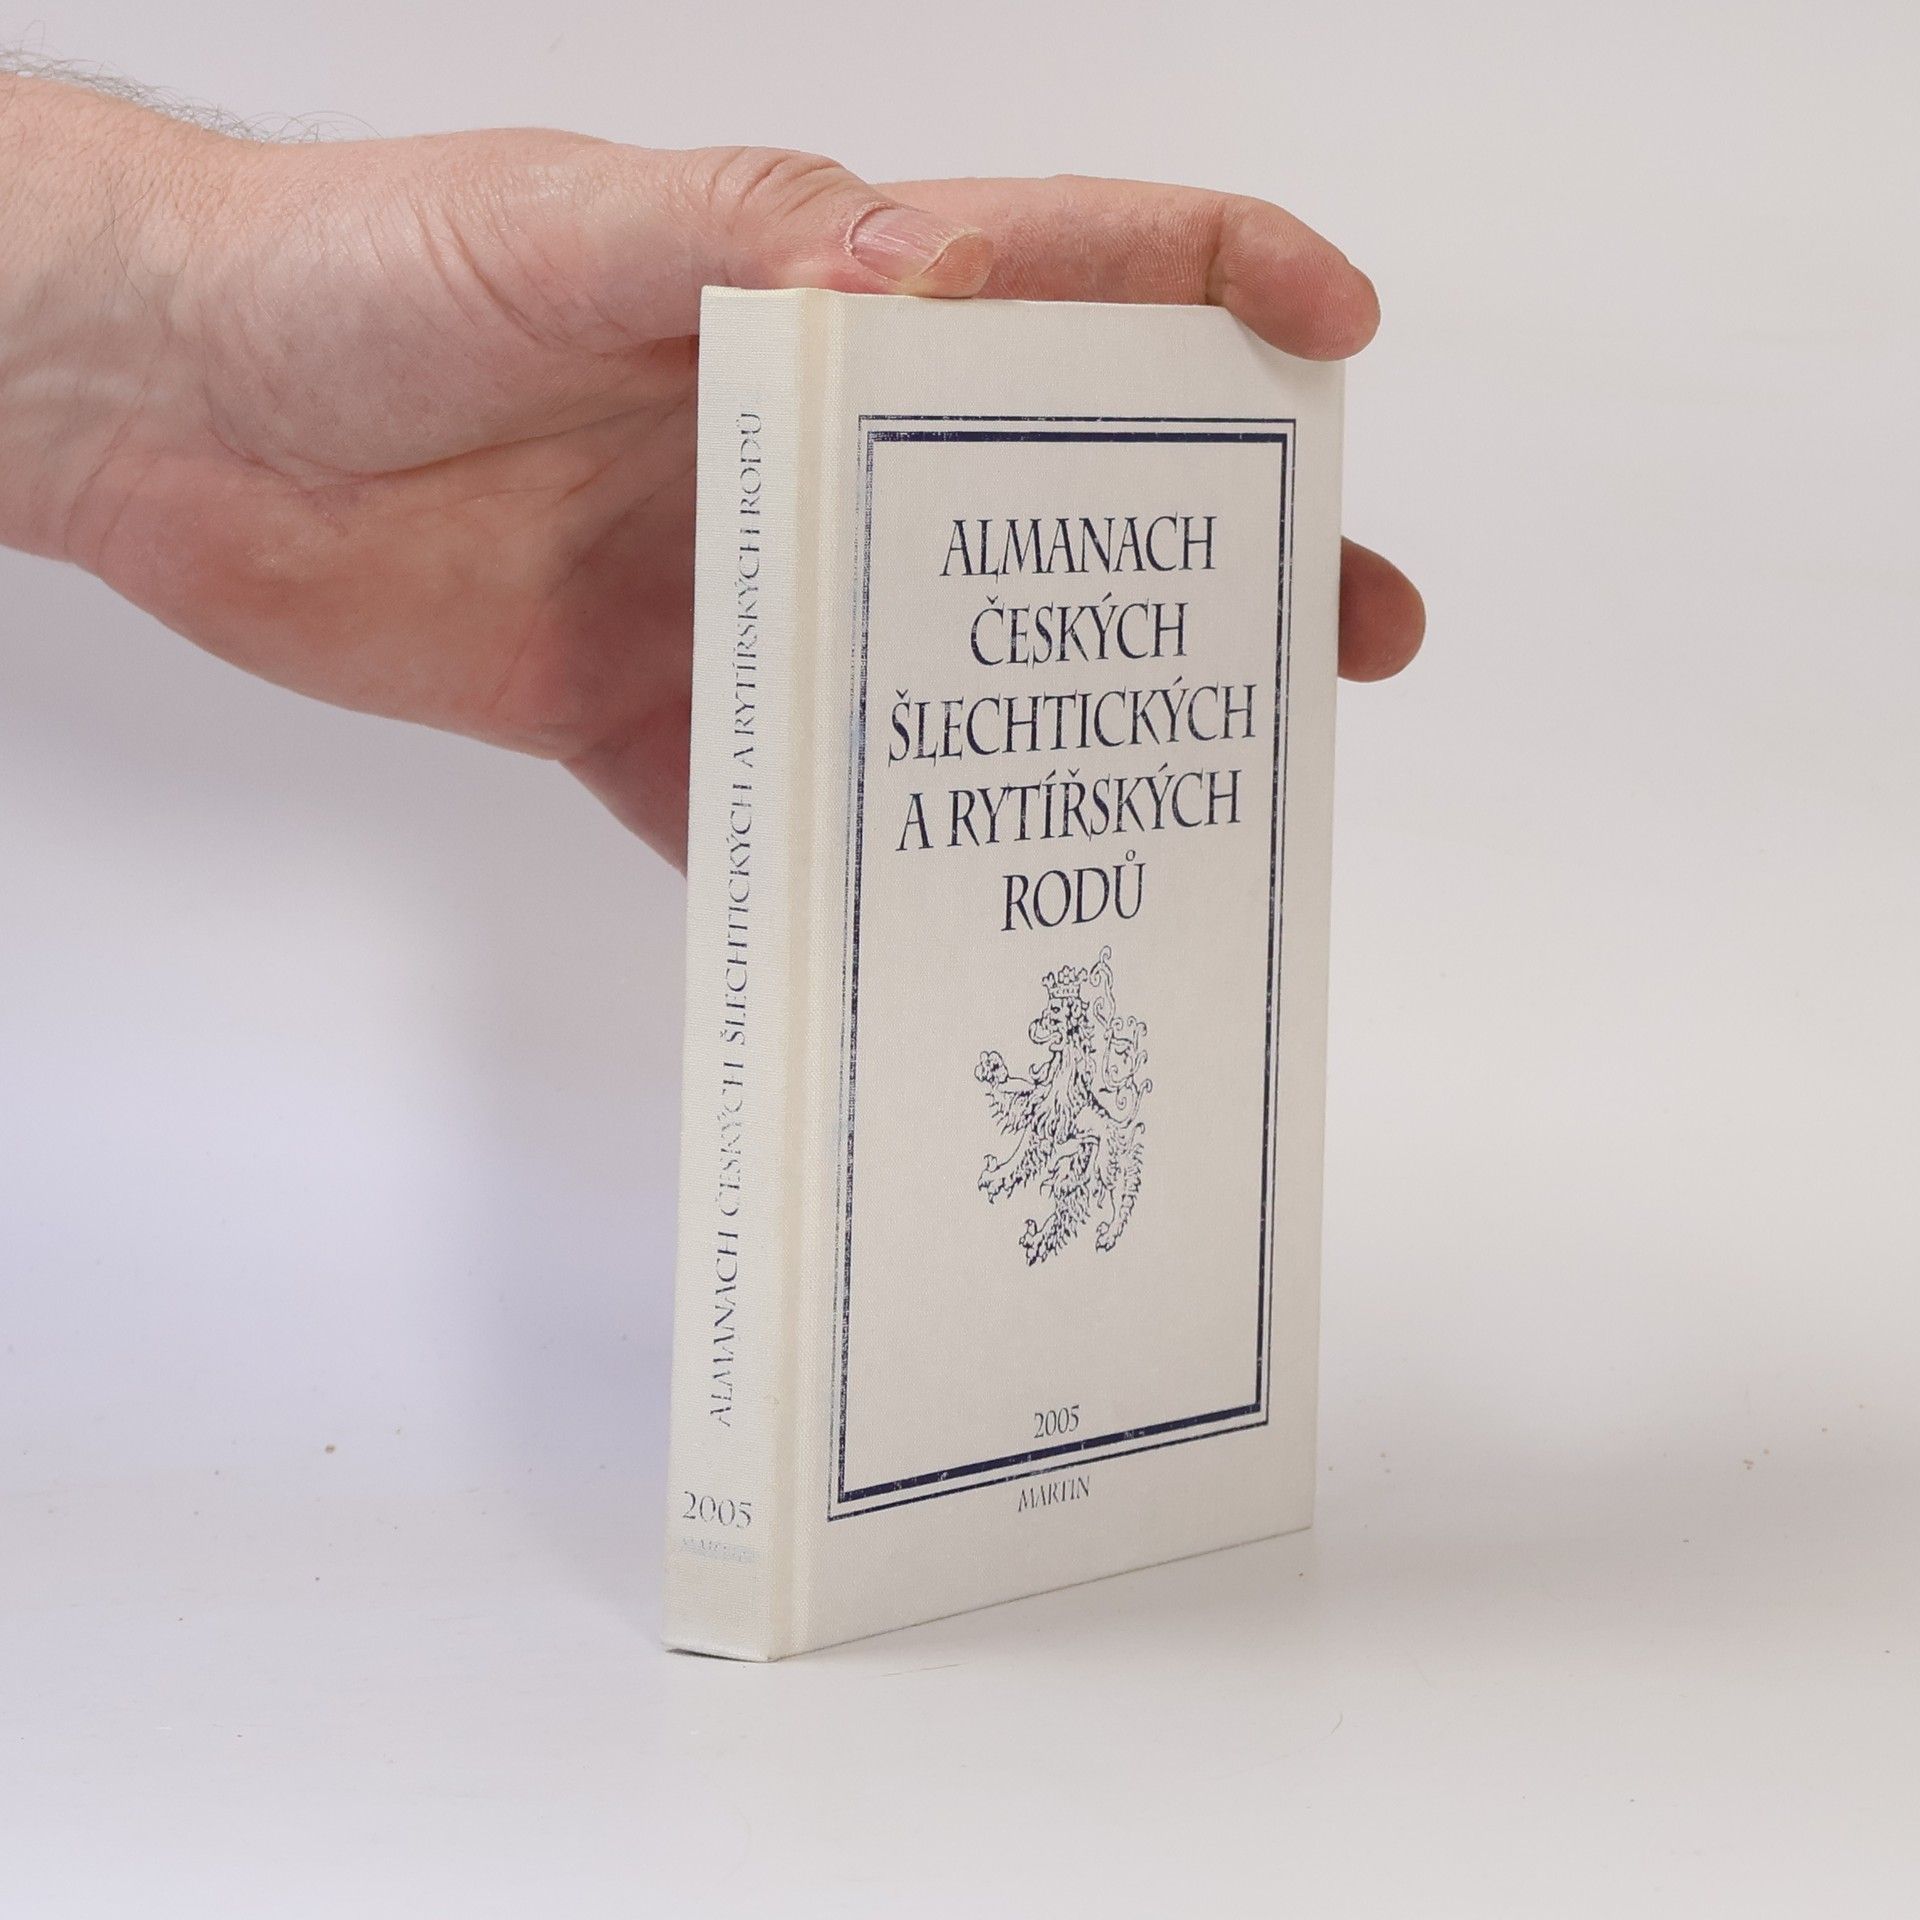 ALMANACH
ČESKÝCH
ŠLECHTICKÝCH
A RYTÍŘSKÝCH
RODŮ
2005
MARTIN
ALMANACH ČESKÝCH ŠLECHTICKÝCH A RYTÍŘSKÝCH RODŮ
2005